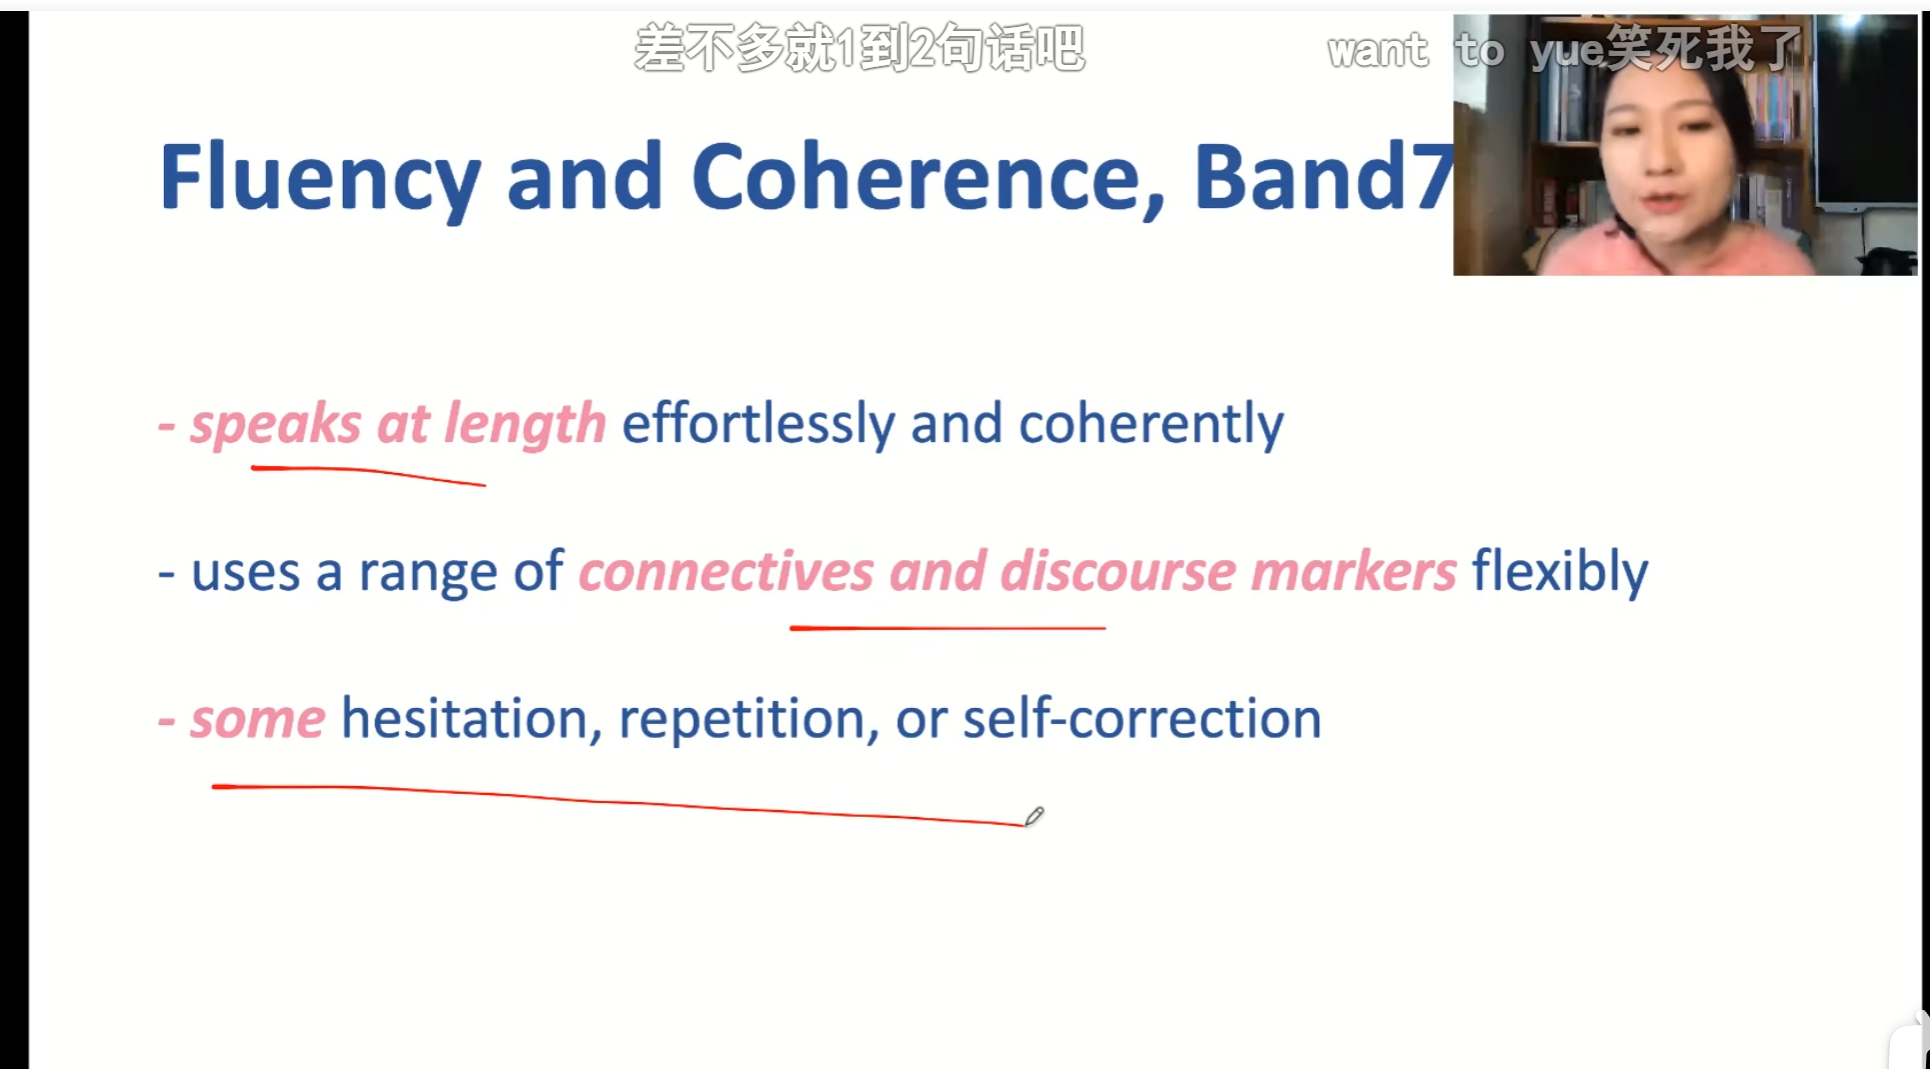 差不多就1到2句话吧
want to yue笑死我了
Fluency and Coherence, Band7
- speaks at length effortlessly and coherently
- uses a range of connectives and discourse markers flexibly
- some hesitation, repetition, or self-correction